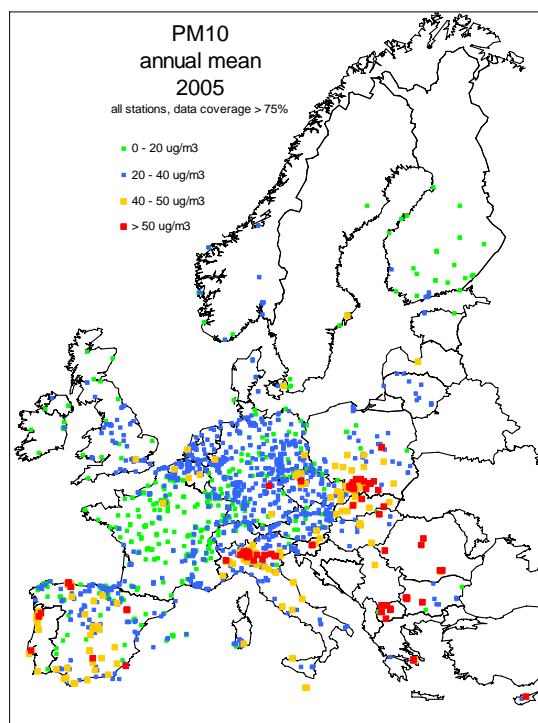 PM10
annual mean
2005
all stations, data coverage > 75%
0 - 20 ug/m3
20 - 40 ug/m3
40 - 50 ug/m3
> 50 ug/m3